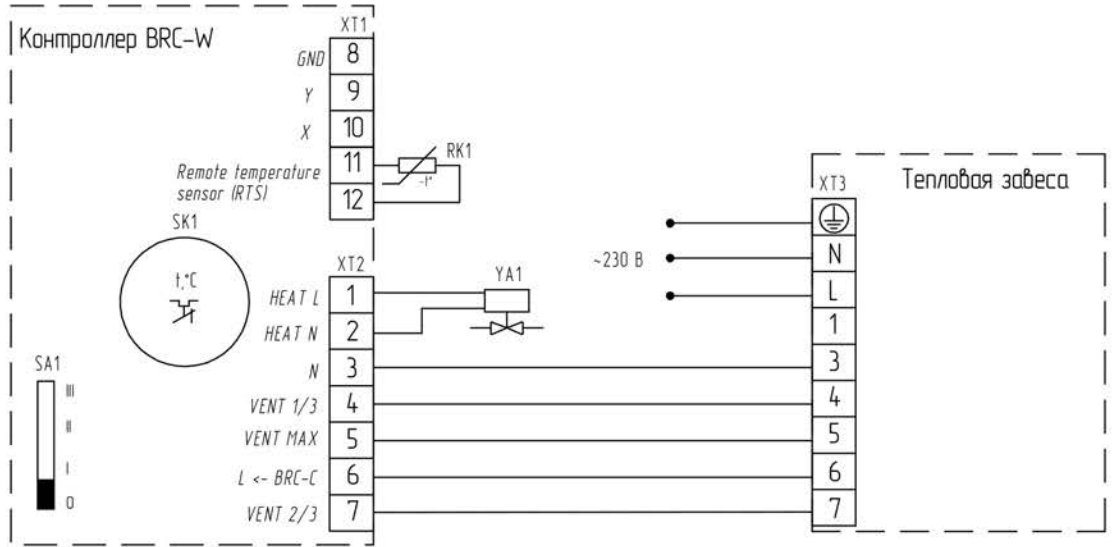 Контроллер BRC-W
XT1
GND 8
Y 9
X 10
Remote temperature
sensor (RTS)
11
12
RK1
-t°
SK1
t,°C
XT2
HEAT L 1
HEAT N 2
N 3
VENT 1/3 4
VENT MAX 5
L <- BRC-C 6
VENT 2/3 7
YA1
SA1
III
II
I
0
~230 В
XT3
Тепловая завеса
N
L
1
3
4
5
6
7